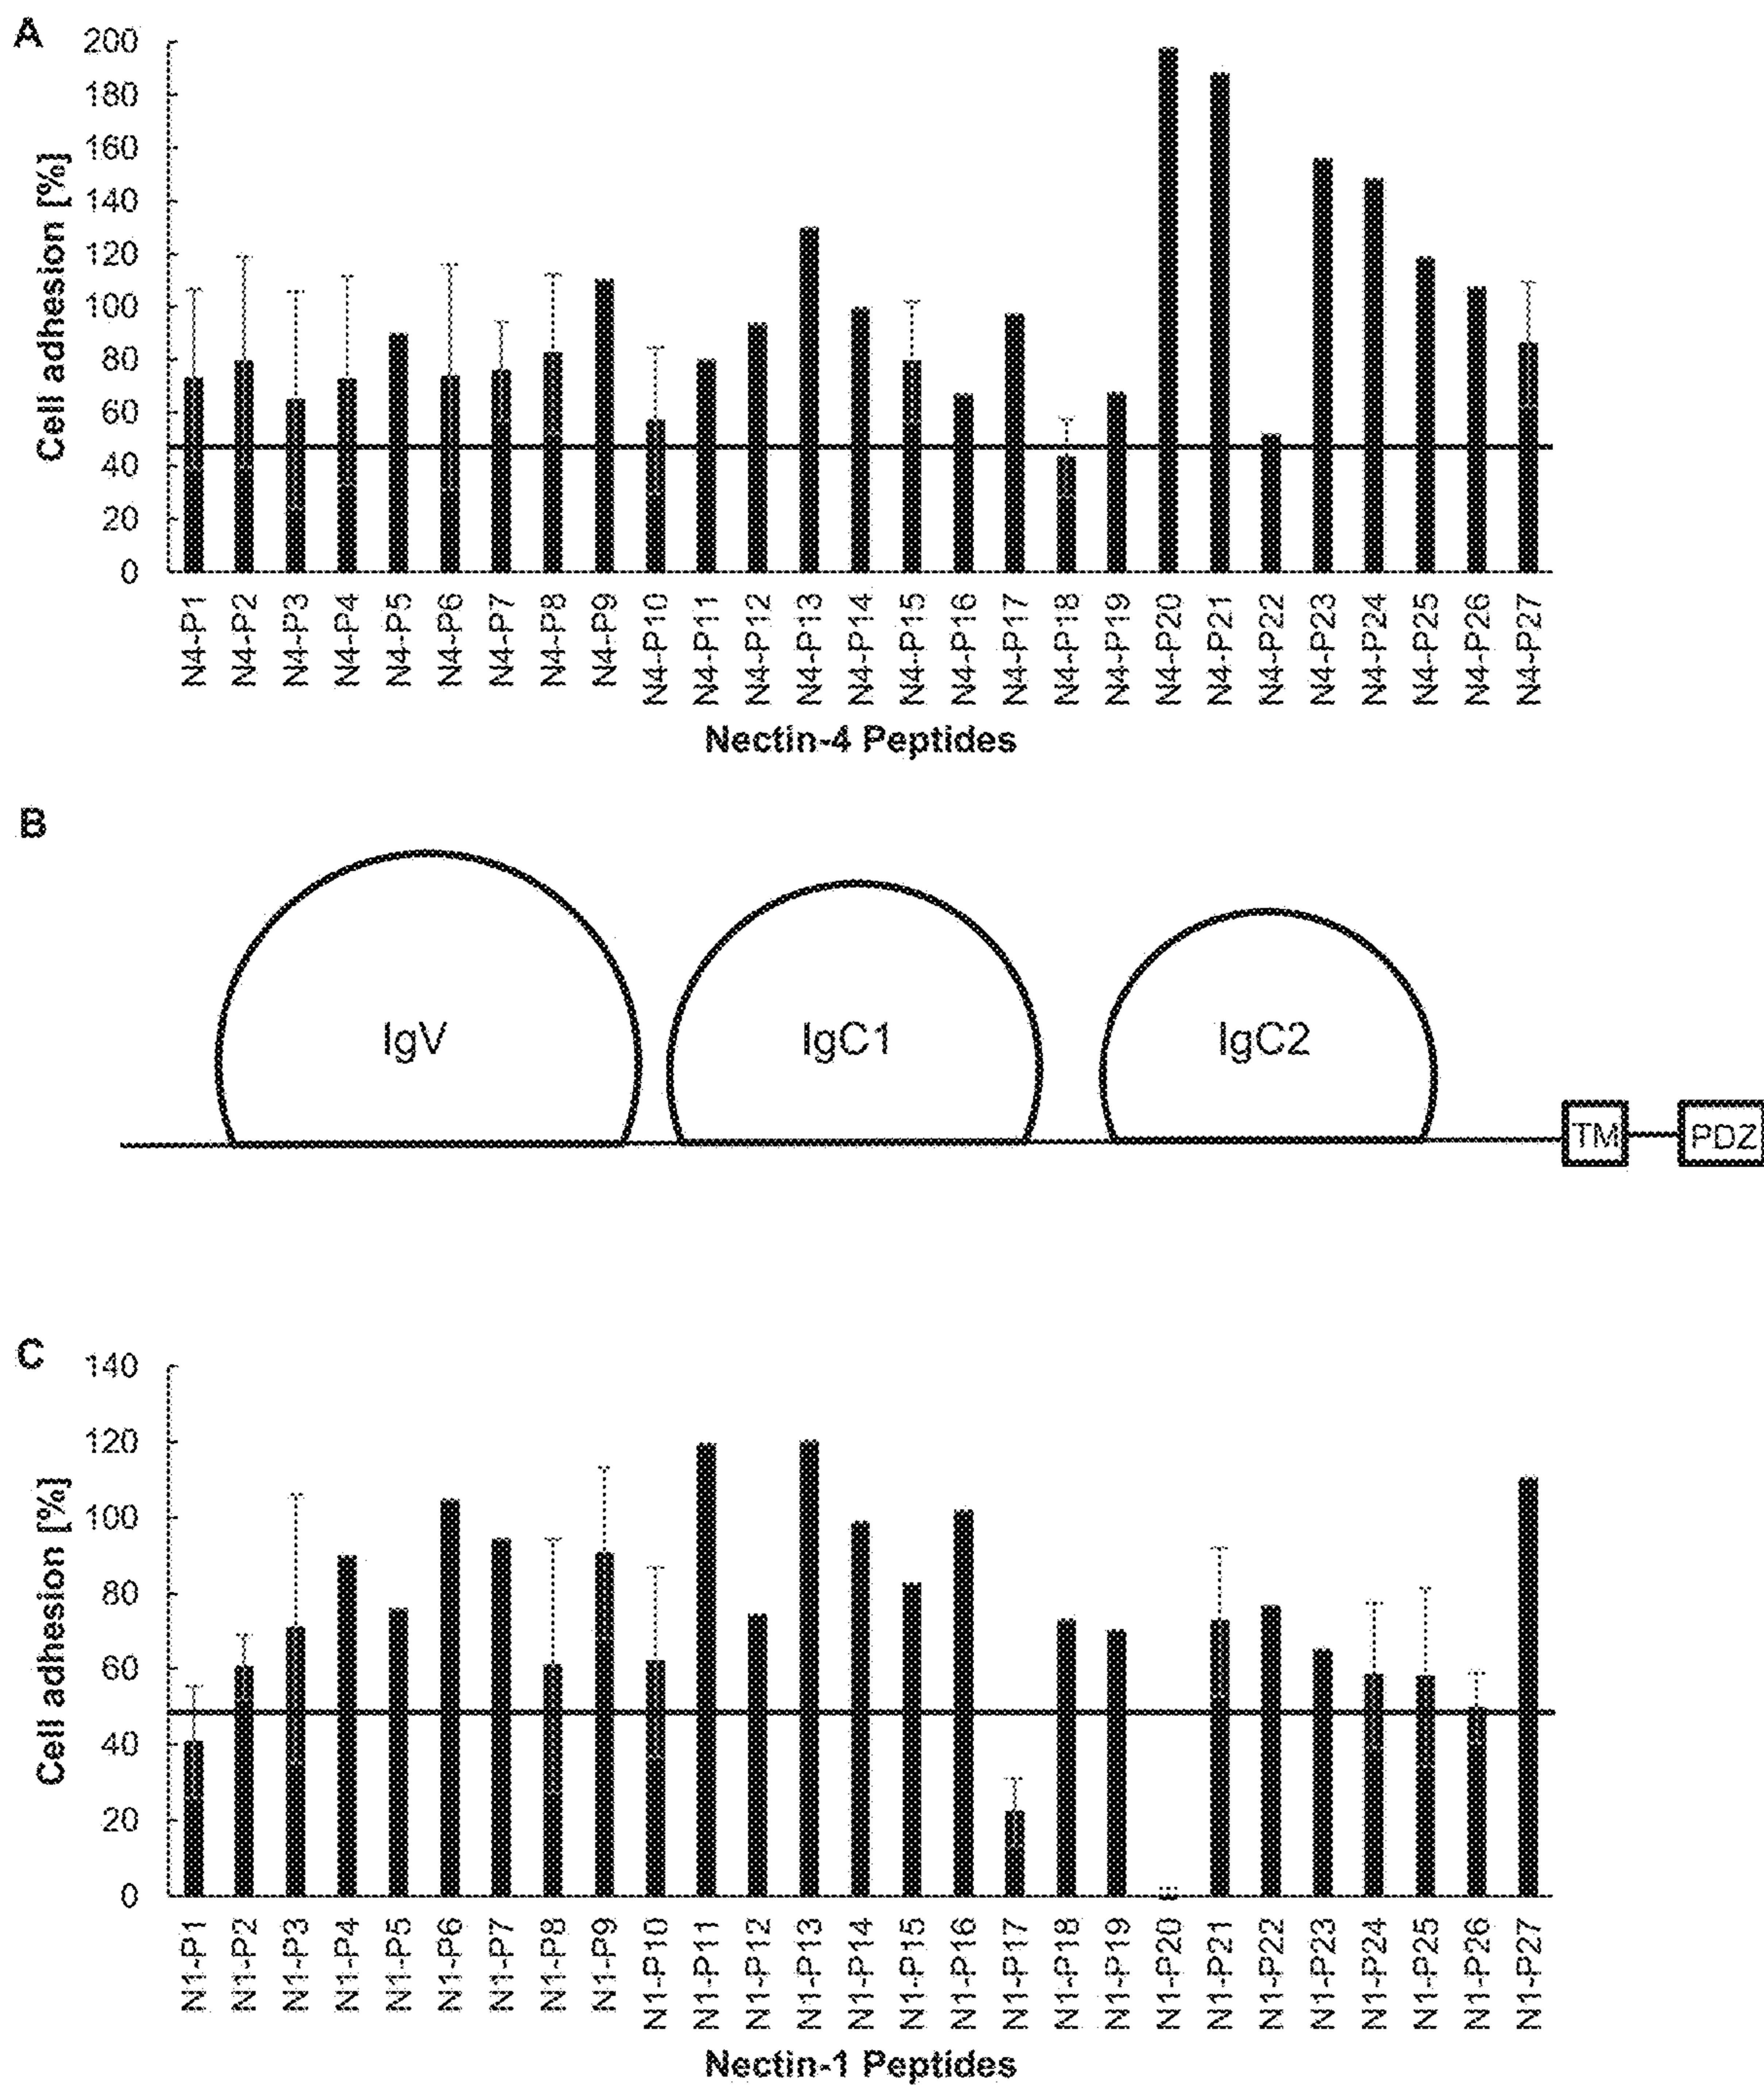 A
Cell adhesion [%]
200
180
160
140
120
100
80
60
40
20
0
N4-P1
N4-P2
N4-P3
N4-P4
N4-P5
N4-P6
N4-P7
N4-P8
N4-P9
N4-P10
N4-P11
N4-P12
N4-P13
N4-P14
N4-P15
N4-P16
N4-P17
N4-P18
N4-P19
N4-P20
N4-P21
N4-P22
N4-P23
N4-P24
N4-P25
N4-P26
N4-P27
Nectin-4 Peptides
B
IgV
IgC1
IgC2
TM
PDZ
C
Cell adhesion [%]
140
120
100
80
60
40
20
0
N1-P1
N1-P2
N1-P3
N1-P4
N1-P5
N1-P6
N1-P7
N1-P8
N1-P9
N1-P10
N1-P11
N1-P12
N1-P13
N1-P14
N1-P15
N1-P16
N1-P17
N1-P18
N1-P19
N1-P20
N1-P21
N1-P22
N1-P23
N1-P24
N1-P25
N1-P26
N1-P27
Nectin-1 Peptides